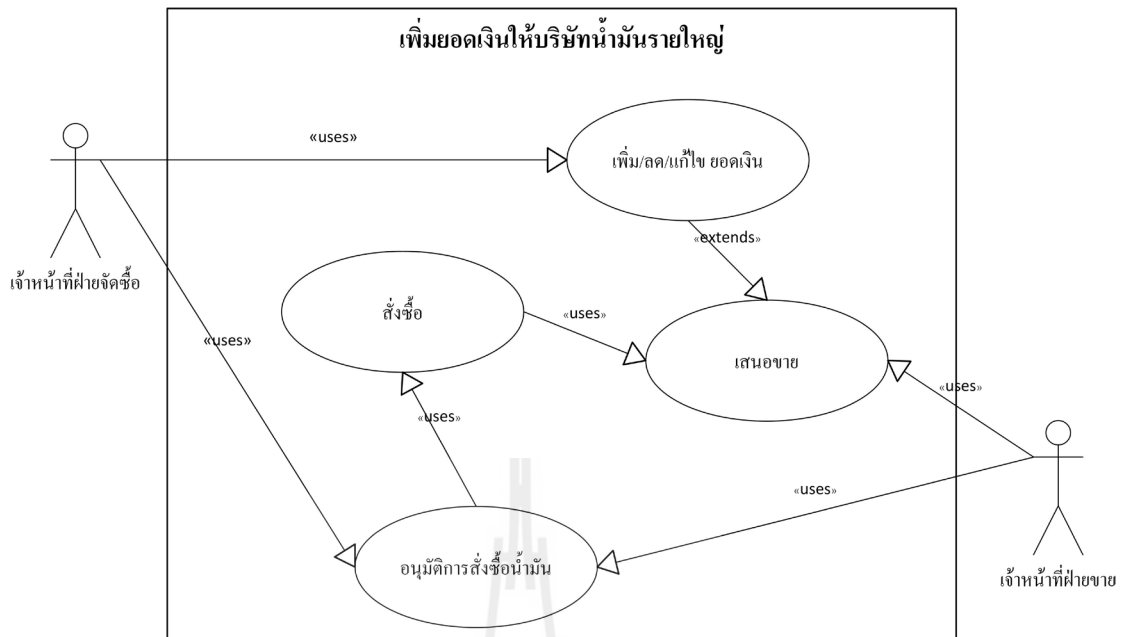 เพิ่มยอดเงินให้บริษัทน้ำมันรายใหญ่
«uses»
เพิ่ม/ลด/แก้ไข ยอดเงิน
«extends»
เจ้าหน้าที่ฝ่ายจัดซื้อ
สั่งซื้อ
«uses»
«uses»
เสนอขาย
«uses»
«uses»
«uses»
อนุมัติการสั่งซื้อน้ำมัน
เจ้าหน้าที่ฝ่ายขาย